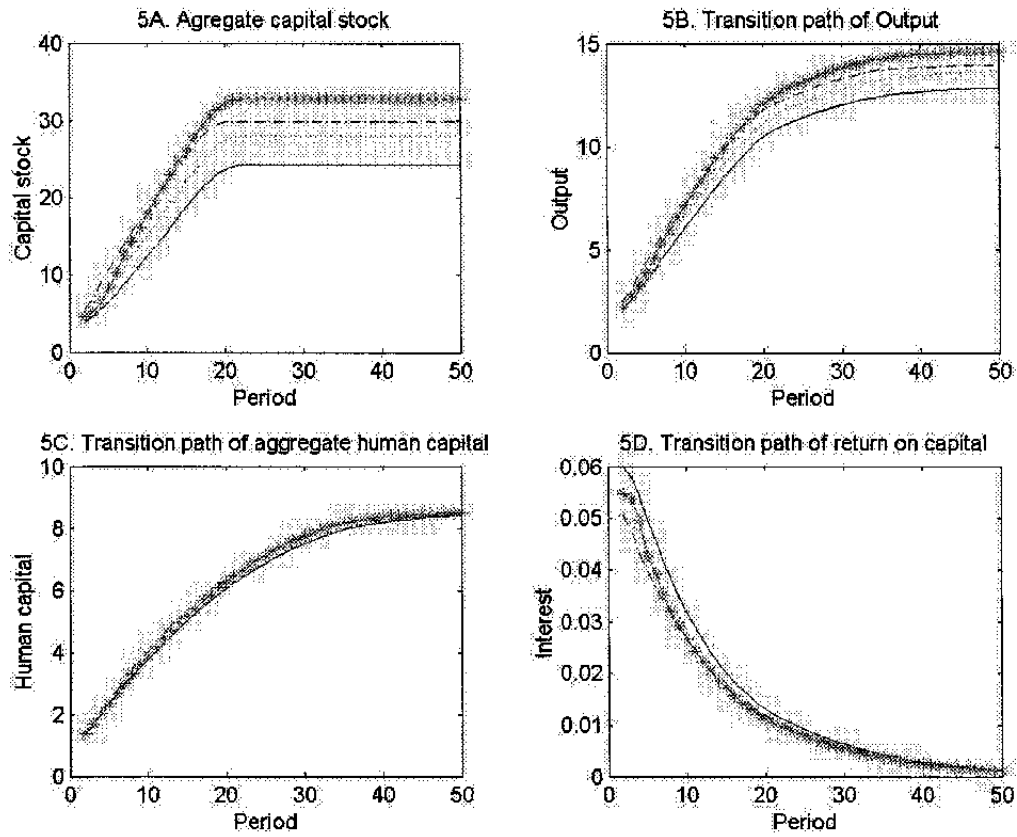 5A. Agregate capital stock
40
30
20
10
0
Capital stock
0 10 20 30 40 50
Period
5B. Transition path of Output
15
10
5
0
Output
0 10 20 30 40 50
Period
5C. Transition path of aggregate human capital
10
8
6
4
2
0
Human capital
0 10 20 30 40 50
Period
5D. Transition path of return on capital
0.06
0.05
0.04
0.03
0.02
0.01
0
Interest
0 10 20 30 40 50
Period